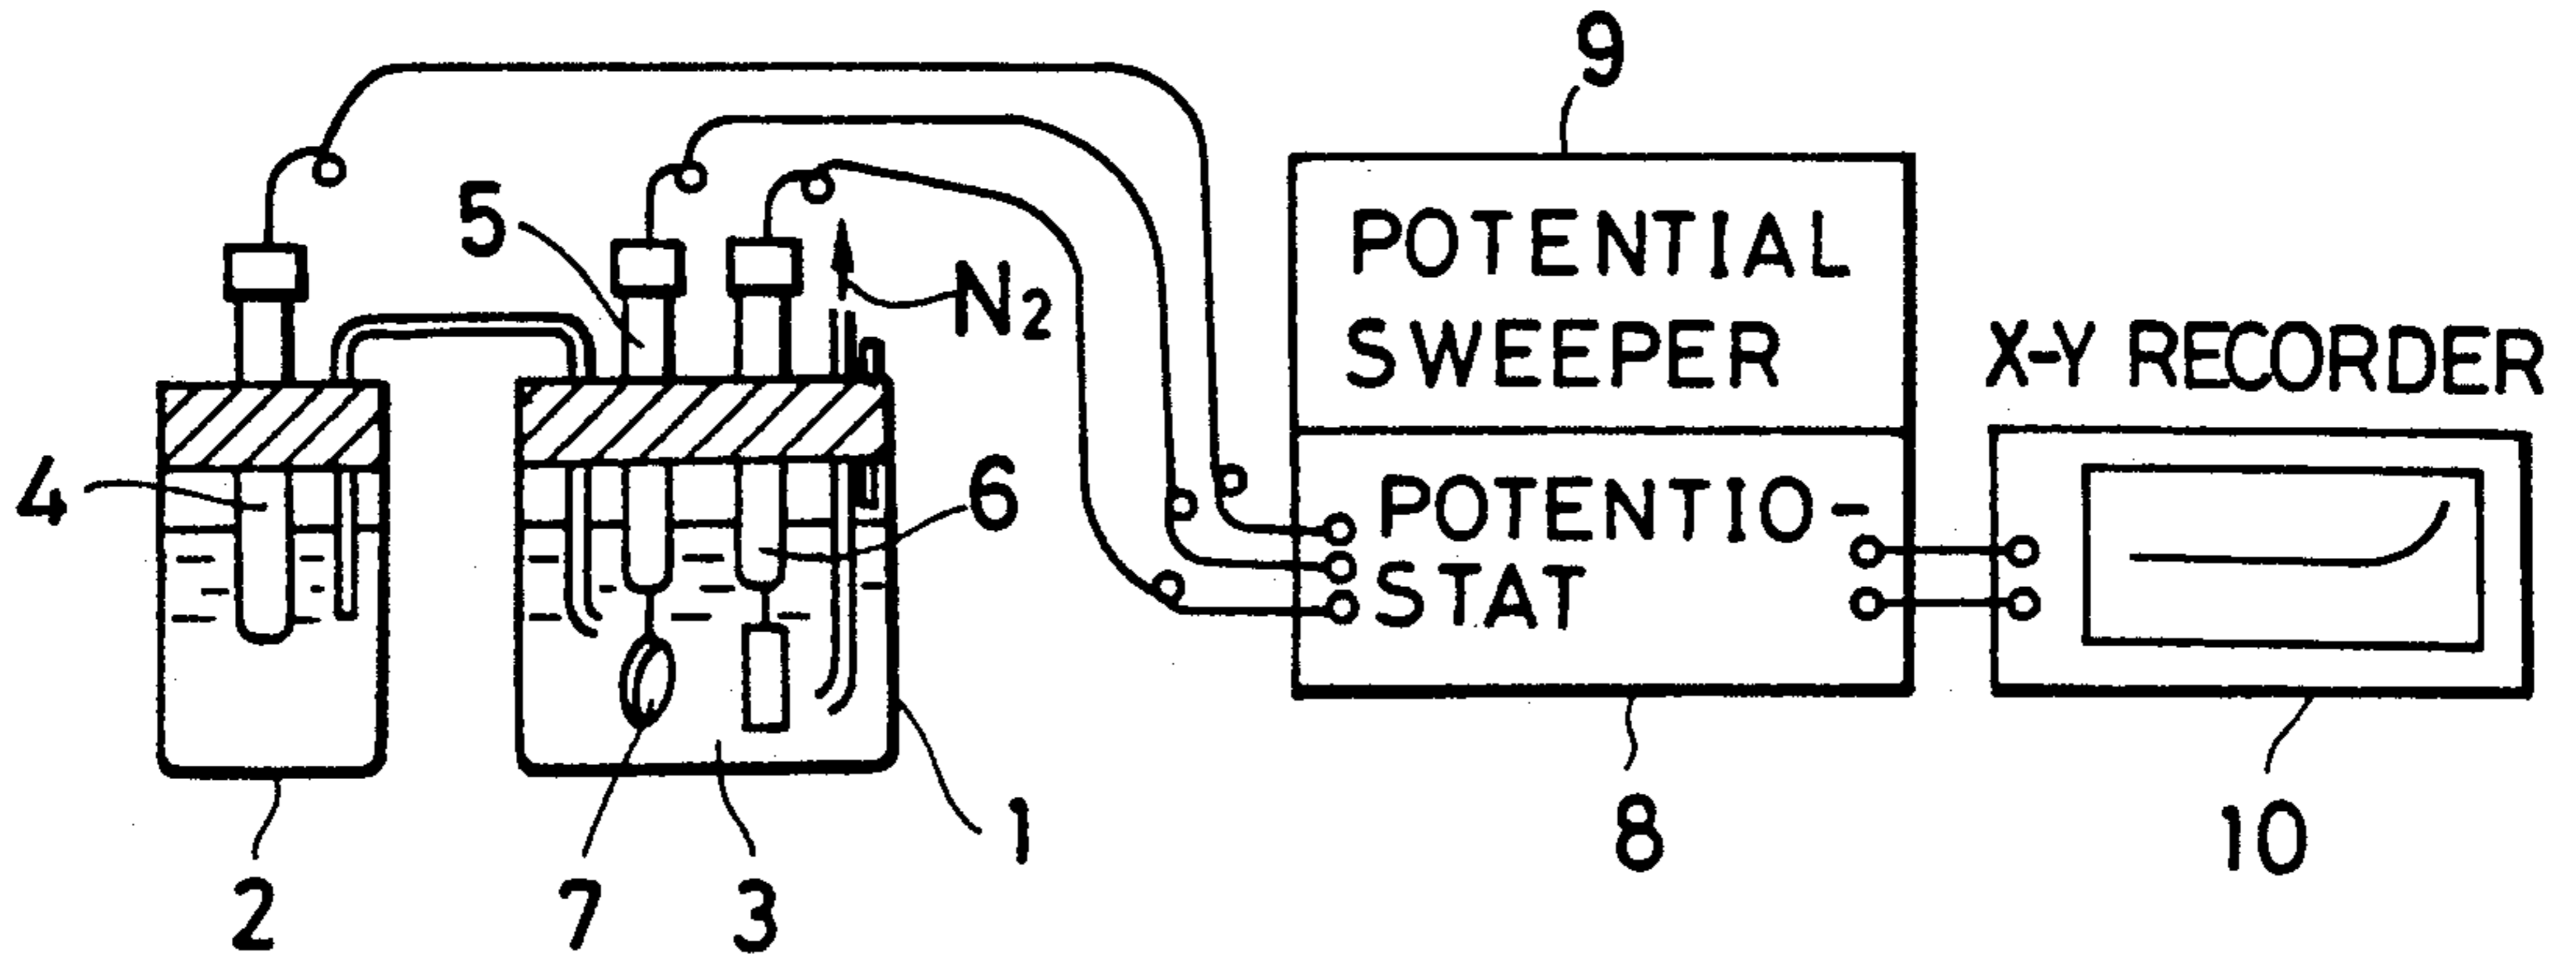 9
5
N2
POTENTIAL
SWEEPER
X-Y RECORDER
4
6
POTENTIO-
STAT
1
8
10
2
7
3